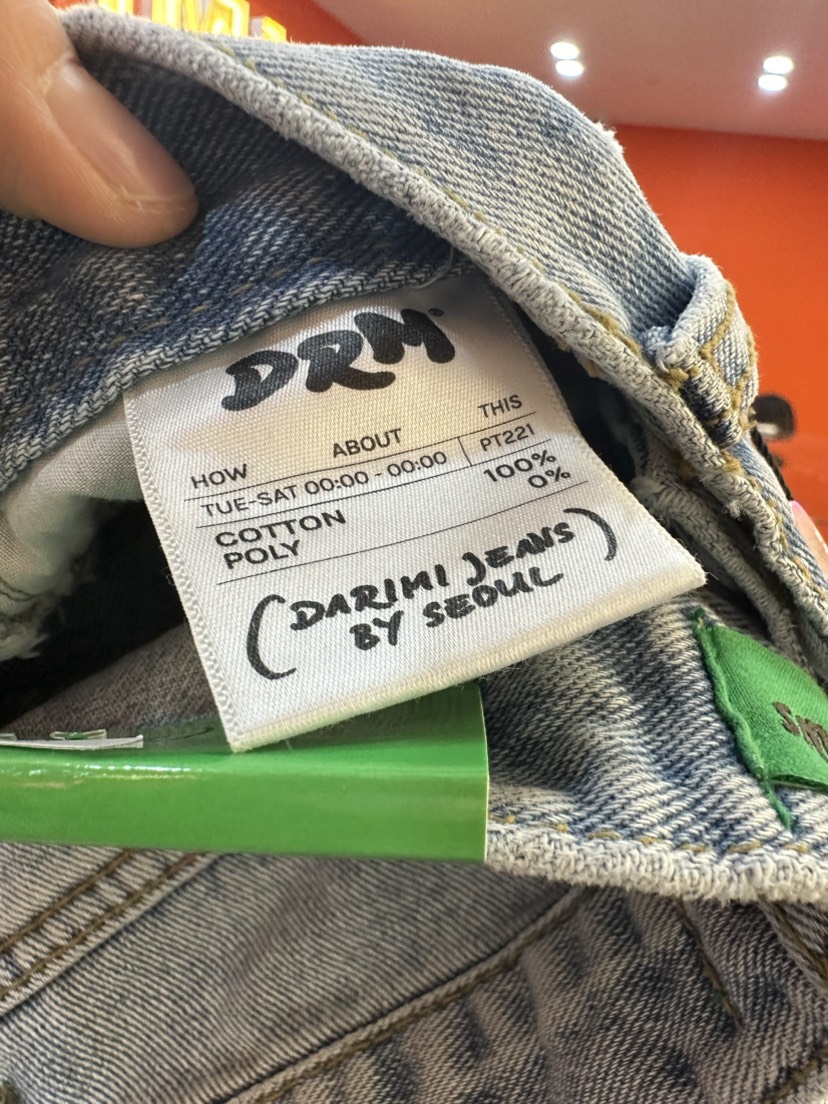 DRM
HOW ABOUT THIS
TUE-SAT 00:00 - 00:00 PT221
COTTON 100%
POLY 0%
(DARIMI JEANS
BY SEOUL)